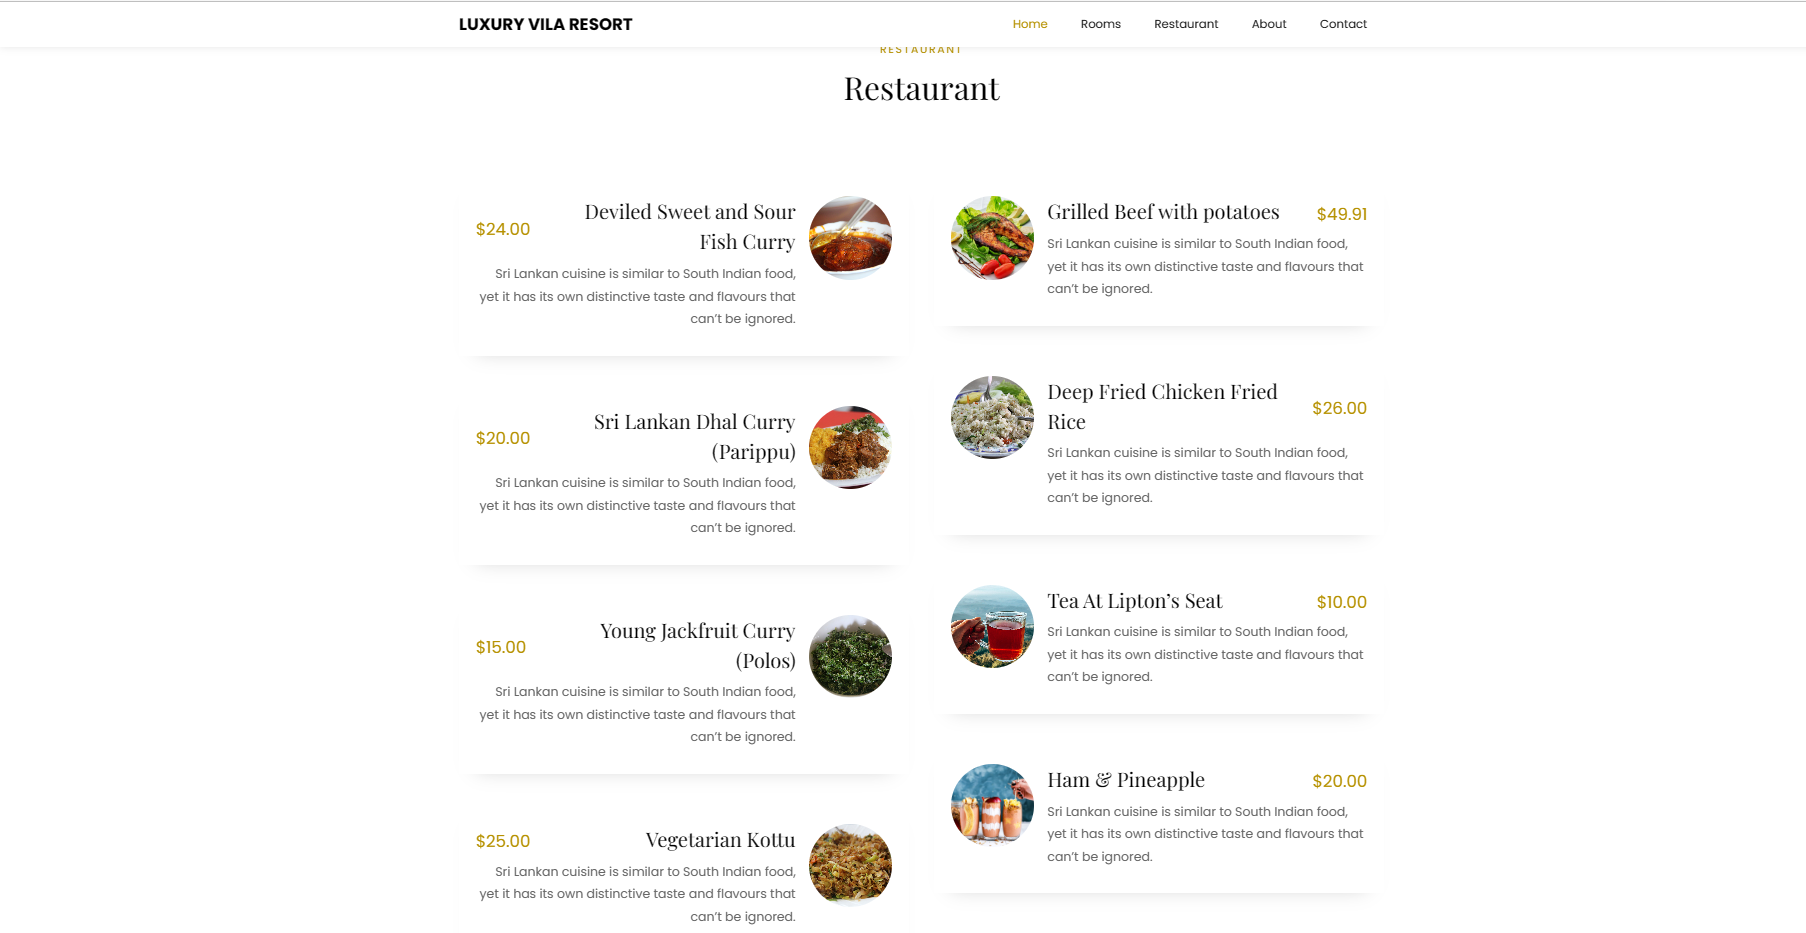 LUXURY VILA RESORT
Home Rooms Restaurant About Contact
RESTAURANT
Restaurant
$24.00
Deviled Sweet and Sour
Fish Curry
Sri Lankan cuisine is similar to South Indian food,
yet it has its own distinctive taste and flavours that
can’t be ignored.
$20.00
Sri Lankan Dhal Curry
(Parippu)
Sri Lankan cuisine is similar to South Indian food,
yet it has its own distinctive taste and flavours that
can’t be ignored.
$15.00
Young Jackfruit Curry
(Polos)
Sri Lankan cuisine is similar to South Indian food,
yet it has its own distinctive taste and flavours that
can’t be ignored.
$25.00
Vegetarian Kottu
Sri Lankan cuisine is similar to South Indian food,
yet it has its own distinctive taste and flavours that
can’t be ignored.
Grilled Beef with potatoes
$49.91
Sri Lankan cuisine is similar to South Indian food,
yet it has its own distinctive taste and flavours that
can’t be ignored.
Deep Fried Chicken Fried
Rice
$26.00
Sri Lankan cuisine is similar to South Indian food,
yet it has its own distinctive taste and flavours that
can’t be ignored.
Tea At Lipton’s Seat
$10.00
Sri Lankan cuisine is similar to South Indian food,
yet it has its own distinctive taste and flavours that
can’t be ignored.
Ham & Pineapple
$20.00
Sri Lankan cuisine is similar to South Indian food,
yet it has its own distinctive taste and flavours that
can’t be ignored.